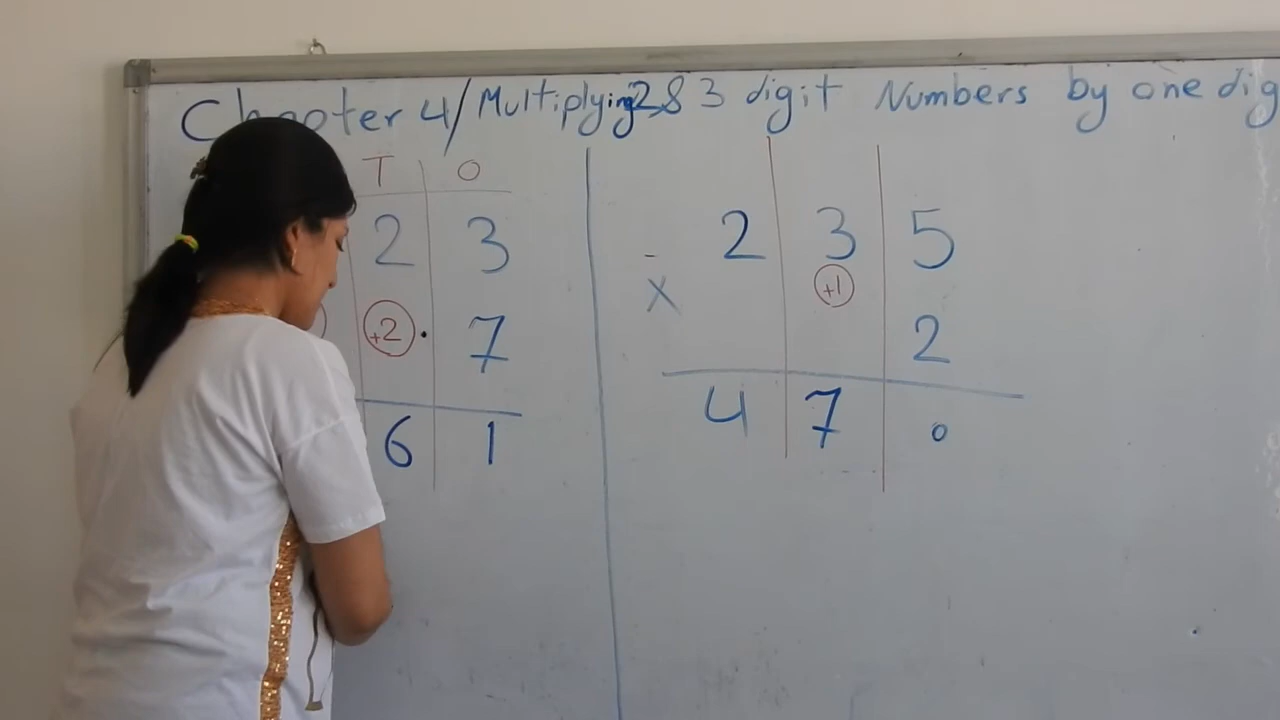 Chapter 4/Multiplying 2&3 digit Numbers by one dig
T O
2 3
+2 . 7
6 1
2 3 5
+1
x 2
4 7 0